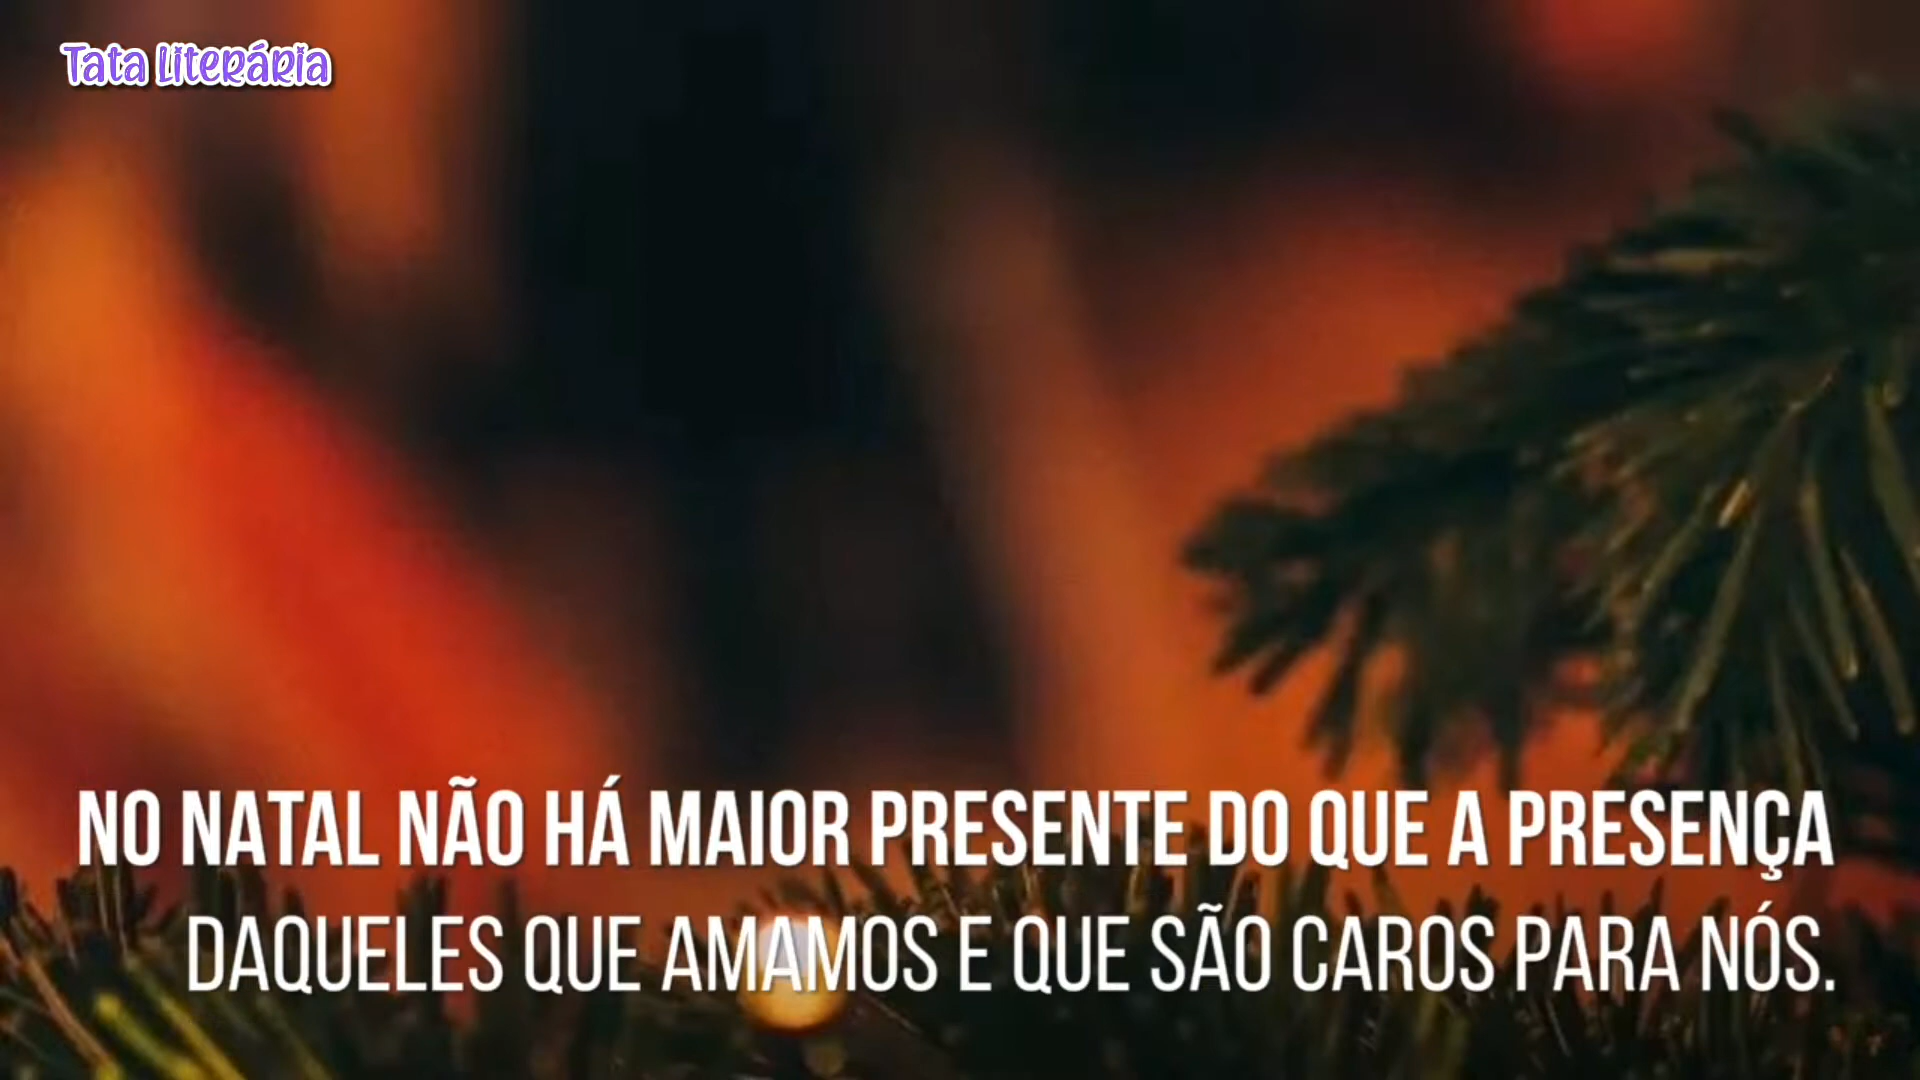 Tata Literária
NO NATAL NÃO HÁ MAIOR PRESENTE DO QUE A PRESENÇA
DAQUELES QUE AMAMOS E QUE SÃO CAROS PARA NÓS.